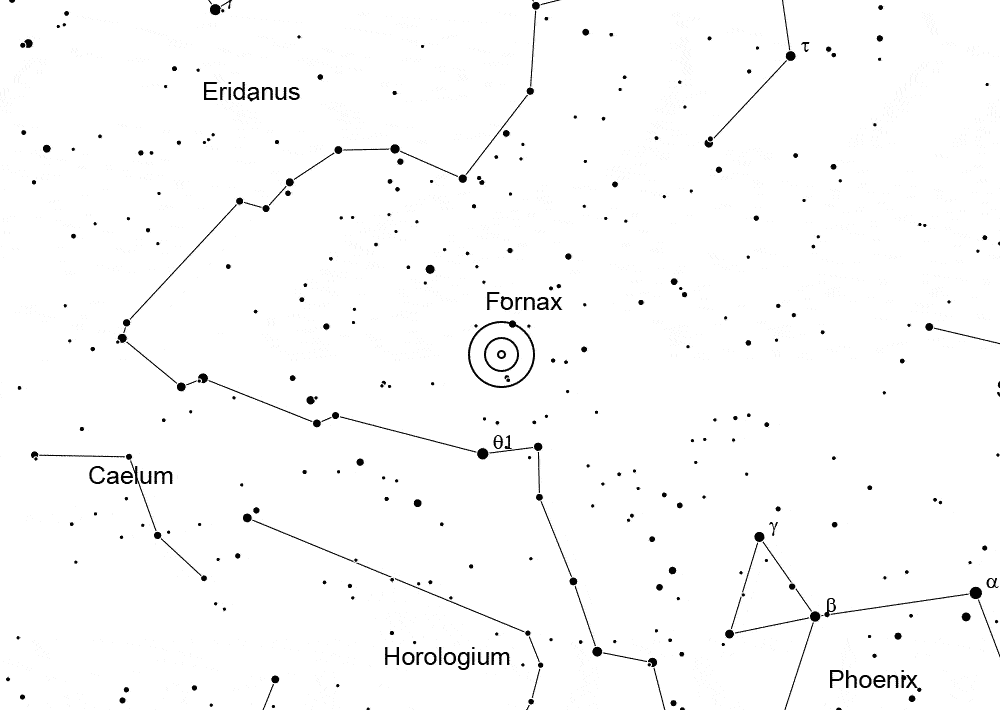 τ
Eridanus
Fornax
θ1
Caelum
γ
α
β
Horologium
Phoenix